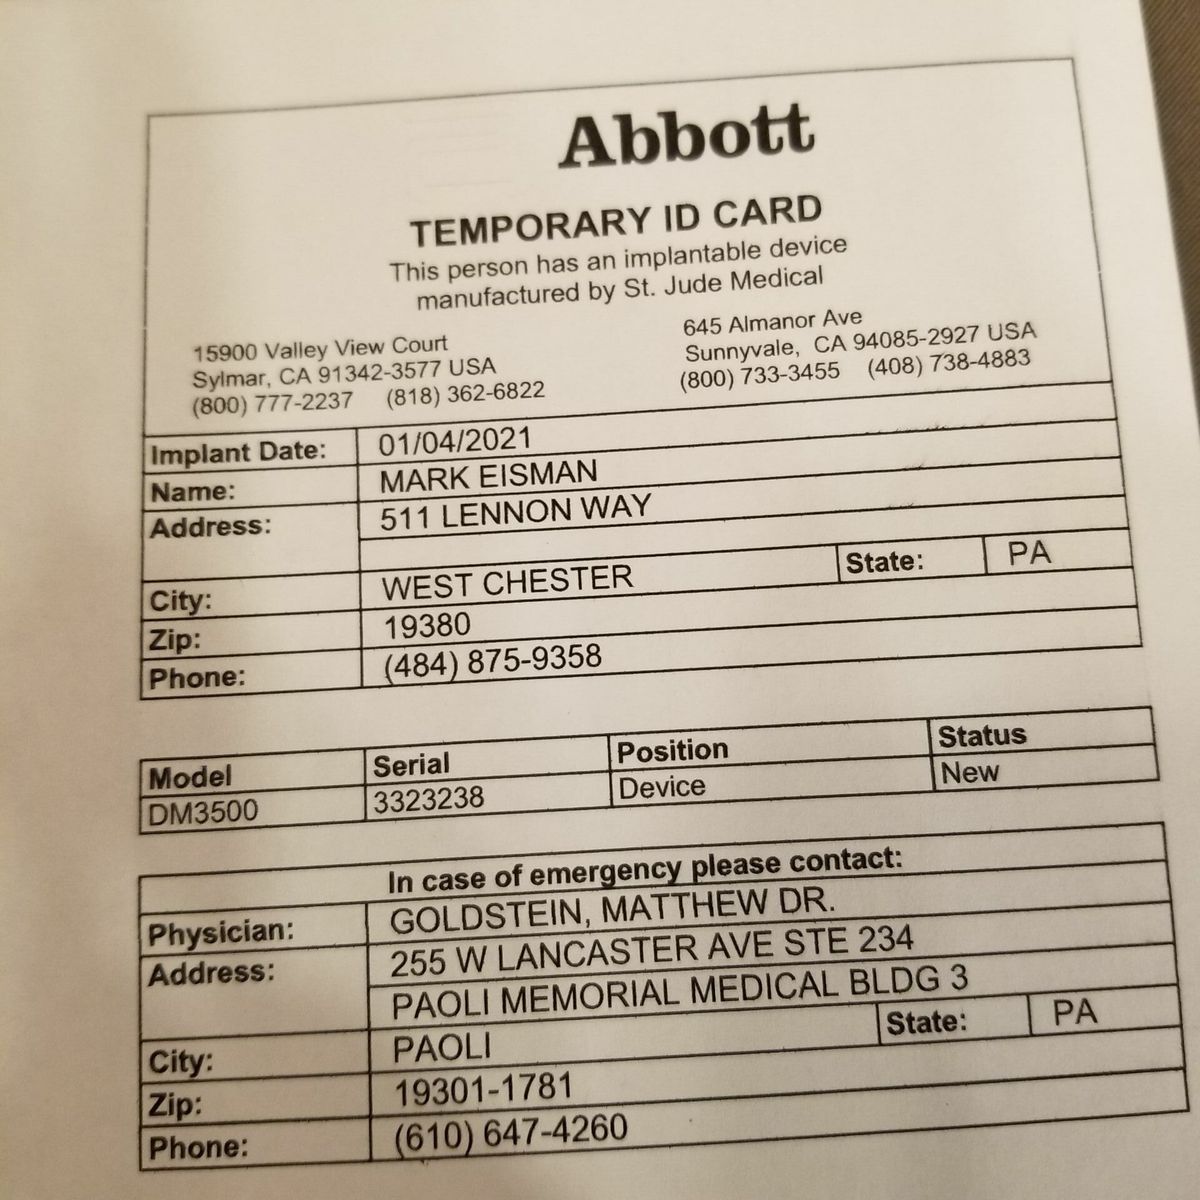 Abbott
TEMPORARY ID CARD
This person has an implantable device
manufactured by St. Jude Medical
15900 Valley View Court
Sylmar, CA 91342-3577 USA
(800) 777-2237 (818) 362-6822
645 Almanor Ave
Sunnyvale, CA 94085-2927 USA
(800) 733-3455 (408) 738-4883
Implant Date: 01/04/2021
Name: MARK EISMAN
Address: 511 LENNON WAY
City: WEST CHESTER State: PA
Zip: 19380
Phone: (484) 875-9358
Model Serial Position Status
DM3500 3323238 Device New
In case of emergency please contact:
Physician: GOLDSTEIN, MATTHEW DR.
Address: 255 W LANCASTER AVE STE 234
PAOLI MEMORIAL MEDICAL BLDG 3
City: PAOLI State: PA
Zip: 19301-1781
Phone: (610) 647-4260